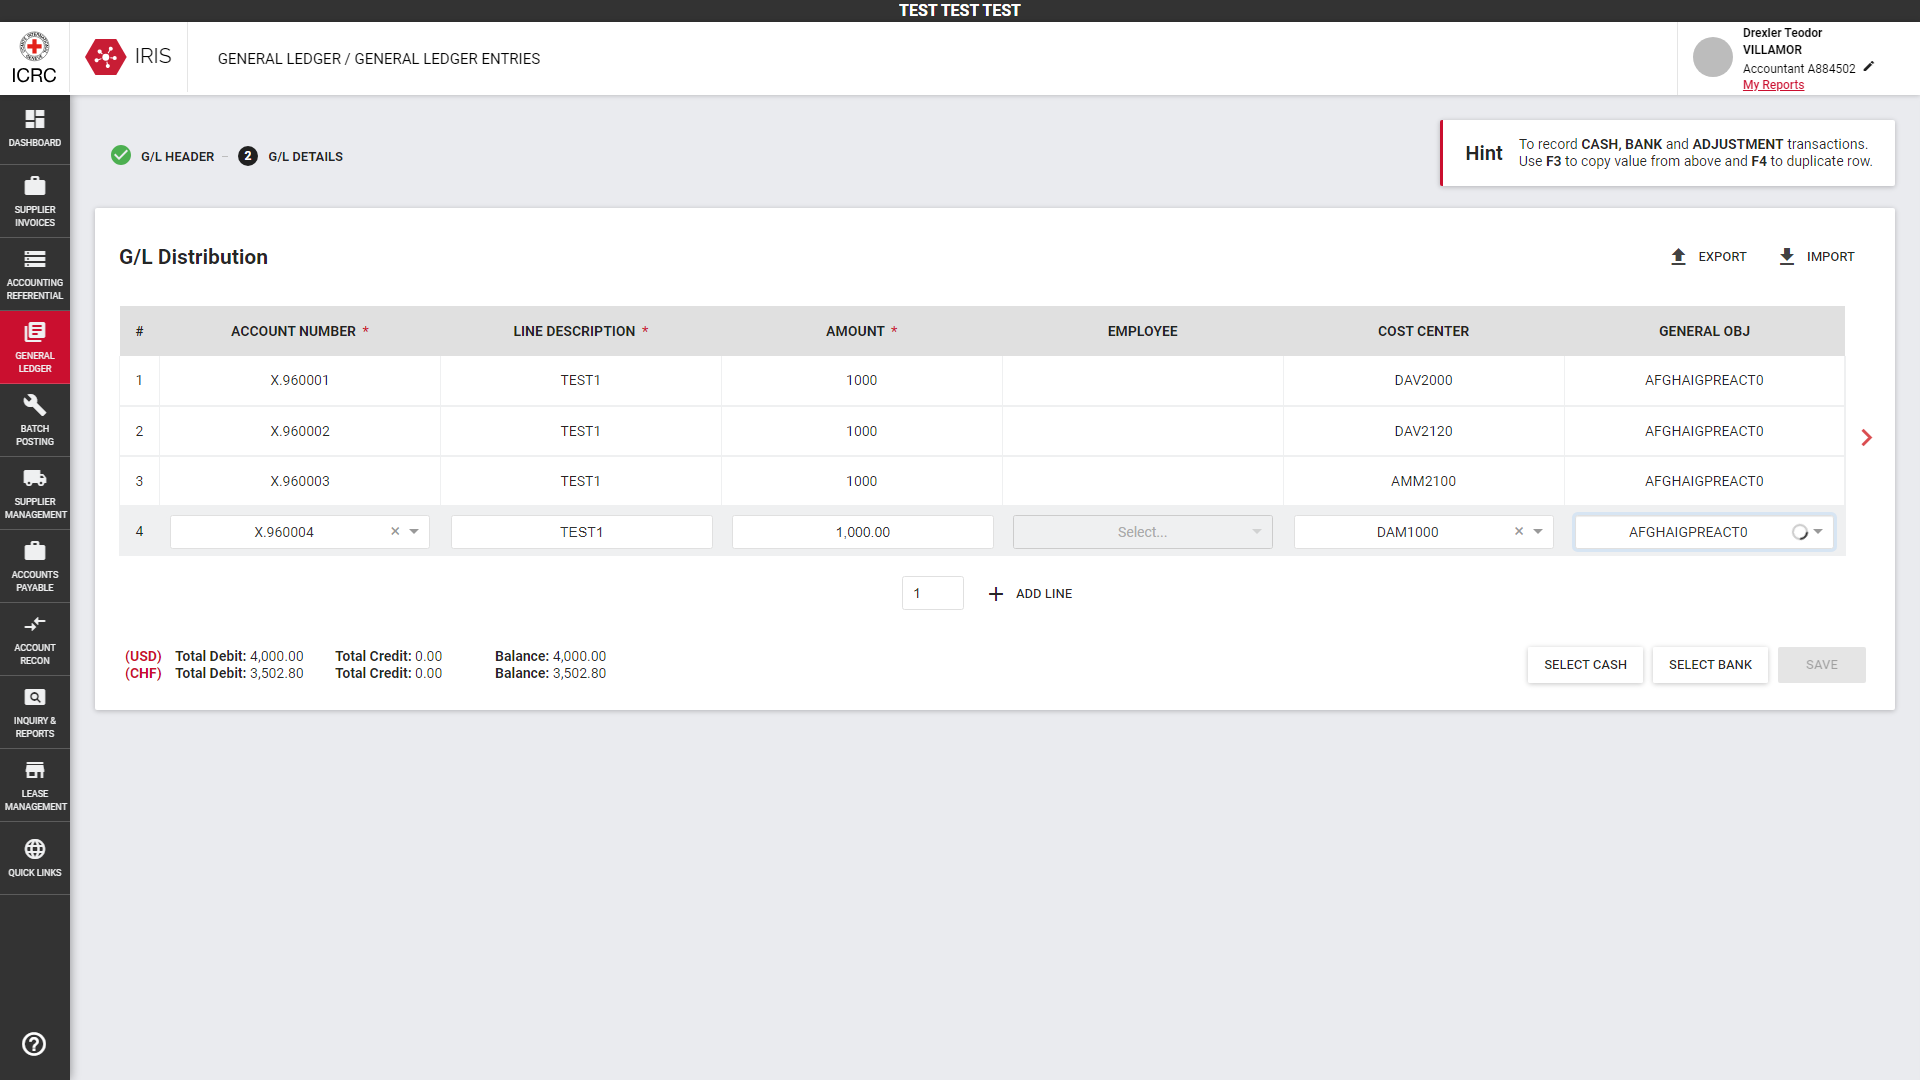 TEST TEST TEST
ICRC
IRIS
GENERAL LEDGER / GENERAL LEDGER ENTRIES
Drexler Teodor
VILLAMOR
Accountant A884502
My Reports
DASHBOARD
SUPPLIER
INVOICES
ACCOUNTING
REFERENTIAL
GENERAL
LEDGER
BATCH
POSTING
SUPPLIER
MANAGEMENT
ACCOUNTS
PAYABLE
ACCOUNT
RECON
INQUIRY &
REPORTS
LEASE
MANAGEMENT
QUICK LINKS
G/L HEADER – 2 G/L DETAILS
Hint
To record CASH, BANK and ADJUSTMENT transactions.
Use F3 to copy value from above and F4 to duplicate row.
G/L Distribution
EXPORT IMPORT
# ACCOUNT NUMBER * LINE DESCRIPTION * AMOUNT * EMPLOYEE COST CENTER GENERAL OBJ
1 X.960001 TEST1 1000 DAV2000 AFGHAIGPREACT0
2 X.960002 TEST1 1000 DAV2120 AFGHAIGPREACT0
3 X.960003 TEST1 1000 AMM2100 AFGHAIGPREACT0
4 X.960004 × TEST1 1,000.00 Select... DAM1000 × AFGHAIGPREACT0
1 + ADD LINE
(USD) Total Debit: 4,000.00 Total Credit: 0.00 Balance: 4,000.00
(CHF) Total Debit: 3,502.80 Total Credit: 0.00 Balance: 3,502.80
SELECT CASH SELECT BANK SAVE